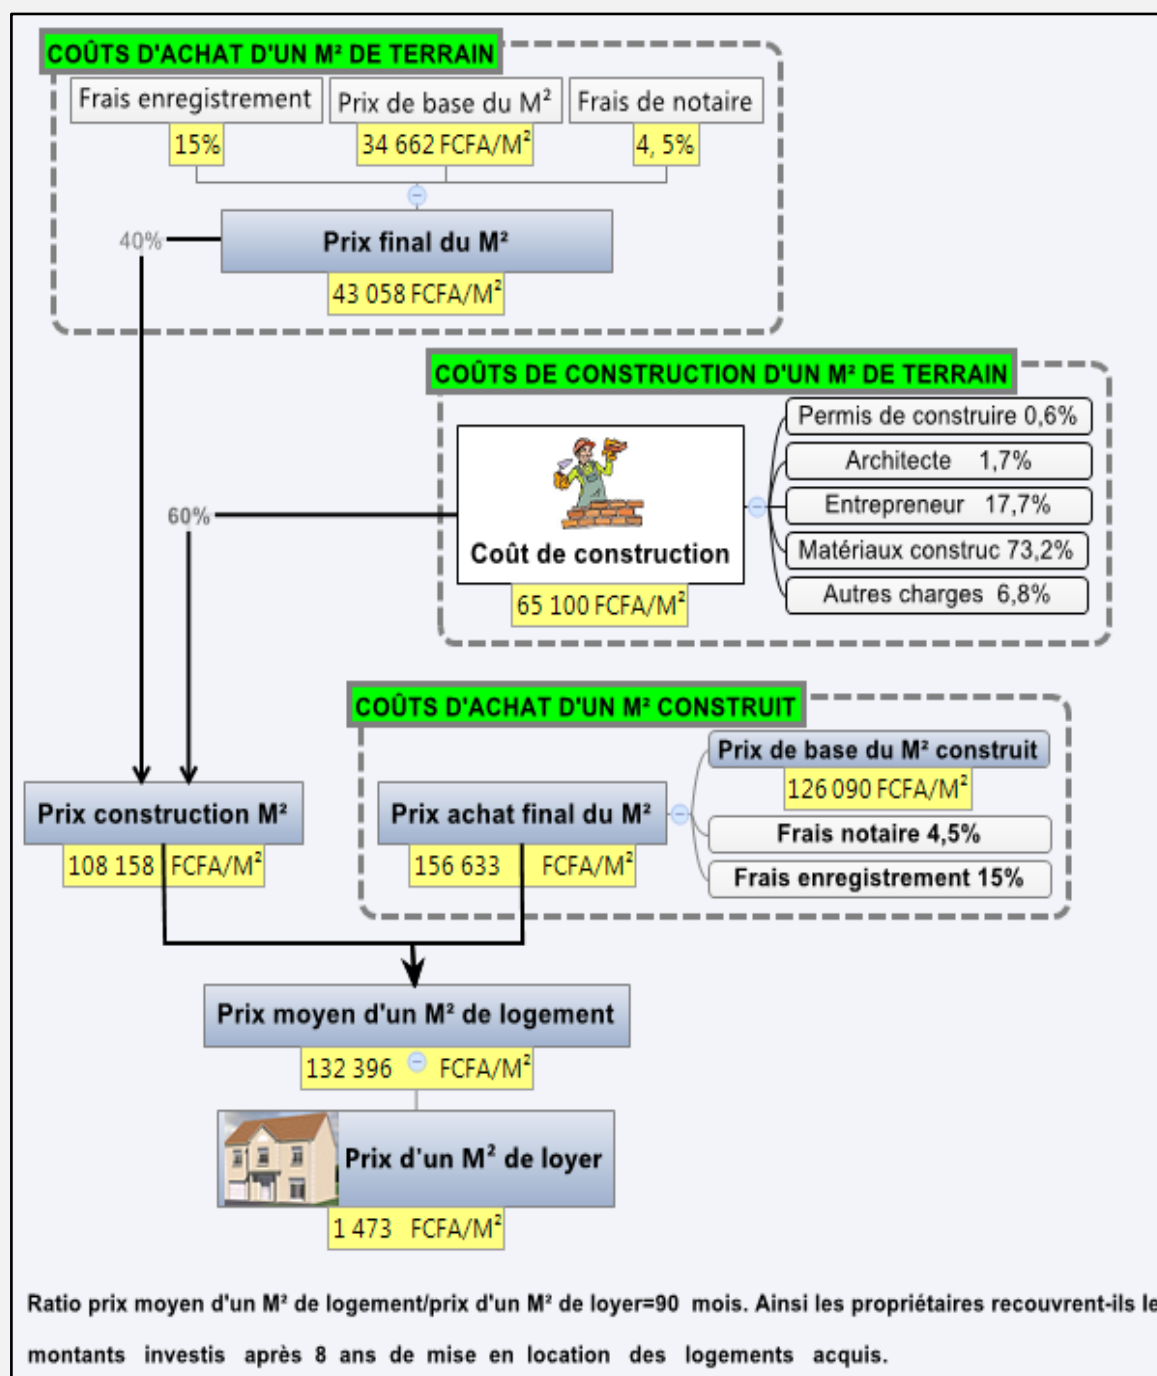 COÛTS D'ACHAT D'UN M² DE TERRAIN
Frais enregistrement
Prix de base du M²
Frais de notaire
15%
34 662 FCFA/M²
4, 5%
40%
Prix final du M²
43 058 FCFA/M²
COÛTS DE CONSTRUCTION D'UN M² DE TERRAIN
Permis de construire 0,6%
Architecte 1,7%
Entrepreneur 17,7%
Matériaux construc 73,2%
Autres charges 6,8%
60%
Coût de construction
65 100 FCFA/M²
COÛTS D'ACHAT D'UN M² CONSTRUIT
Prix de base du M² construit
126 090 FCFA/M²
Frais notaire 4,5%
Frais enregistrement 15%
Prix construction M²
108 158 FCFA/M²
Prix achat final du M²
156 633 FCFA/M²
Prix moyen d'un M² de logement
132 396 FCFA/M²
Prix d'un M² de loyer
1 473 FCFA/M²
Ratio prix moyen d'un M² de logement/prix d'un M² de loyer=90 mois. Ainsi les propriétaires recouvrent-ils le
montants investis après 8 ans de mise en location des logements acquis.